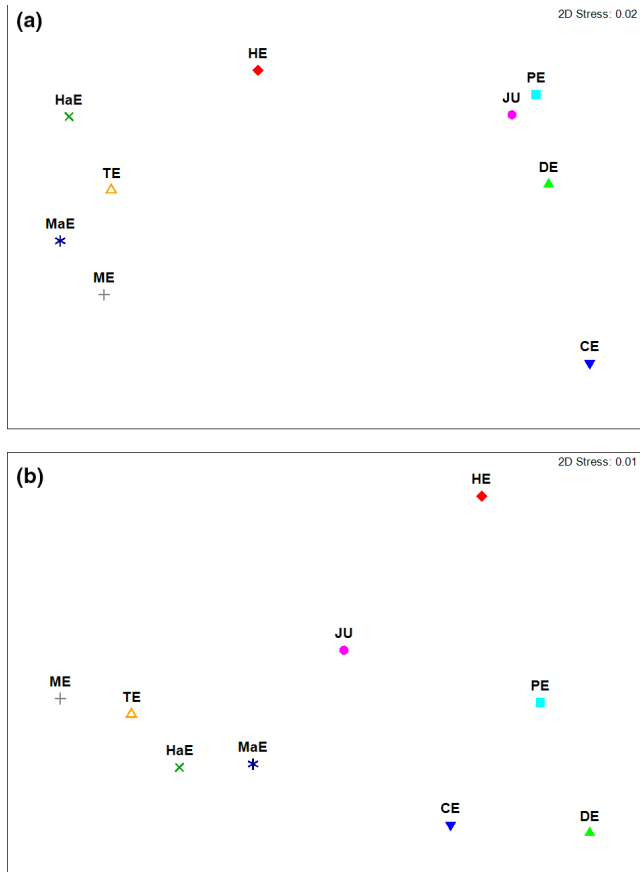 (a)
2D Stress: 0.02
HE
PE
HaE
JU
TE
DE
MaE
ME
CE
(b)
2D Stress: 0.01
HE
JU
ME
PE
TE
HaE
MaE
CE
DE